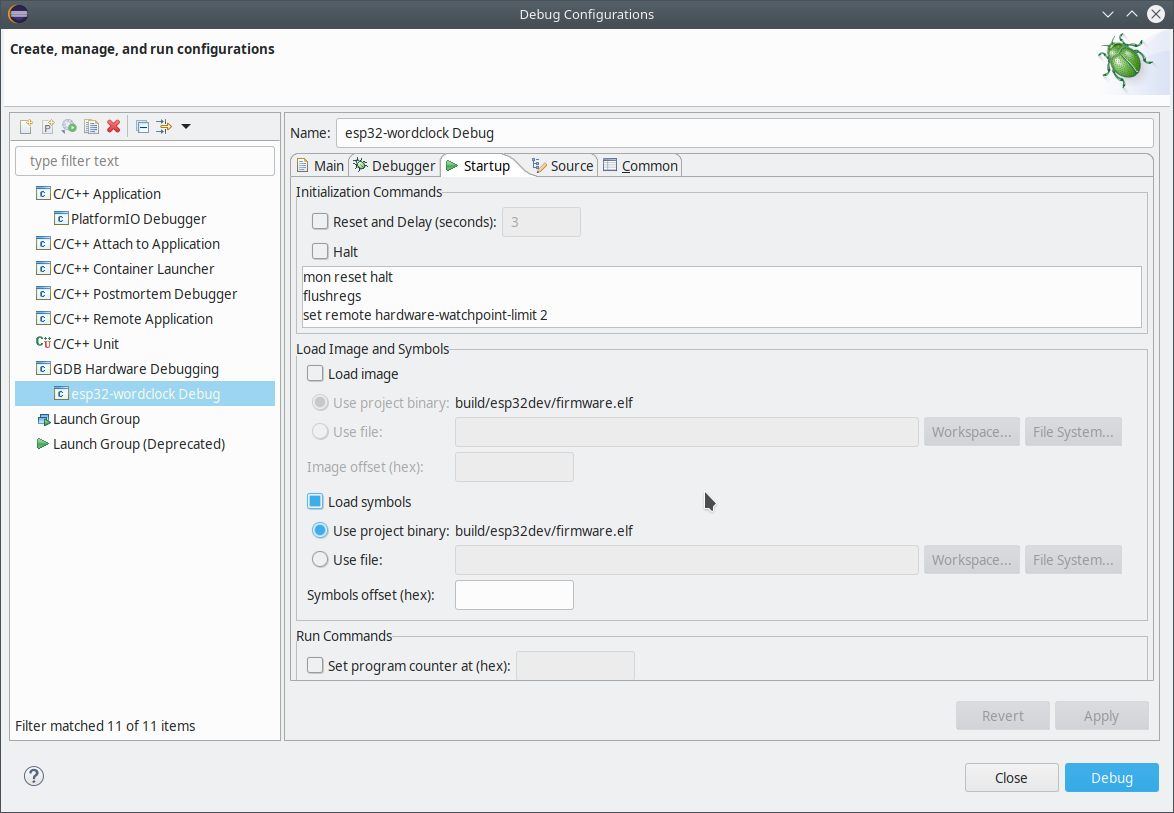 Debug Configurations
Create, manage, and run configurations
type filter text
C/C++ Application
PlatformIO Debugger
C/C++ Attach to Application
C/C++ Container Launcher
C/C++ Postmortem Debugger
C/C++ Remote Application
C/C++ Unit
GDB Hardware Debugging
esp32-wordclock Debug
Launch Group
Launch Group (Deprecated)
Filter matched 11 of 11 items
Name: esp32-wordclock Debug
Main Debugger Startup Source Common
Initialization Commands
Reset and Delay (seconds): 3
Halt
mon reset halt
flushregs
set remote hardware-watchpoint-limit 2
Load Image and Symbols
Load image
Use project binary: build/esp32dev/firmware.elf
Use file: Workspace... File System...
Image offset (hex):
Load symbols
Use project binary: build/esp32dev/firmware.elf
Use file: Workspace... File System...
Symbols offset (hex):
Run Commands
Set program counter at (hex):
Revert Apply
? Close Debug